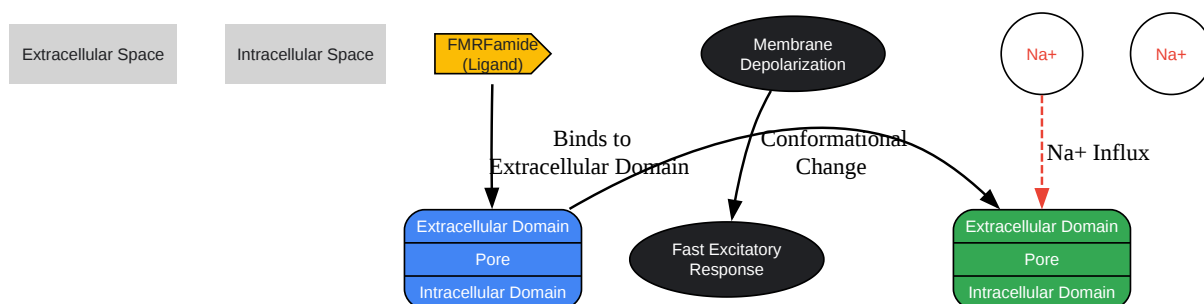 Extracellular Space
Intracellular Space
FMRFamide
(Ligand)
Membrane
Depolarization
Na+
Na+
Binds to
Extracellular Domain
Conformational
Change
Na+ Influx
Extracellular Domain
Pore
Intracellular Domain
Fast Excitatory
Response
Extracellular Domain
Pore
Intracellular Domain